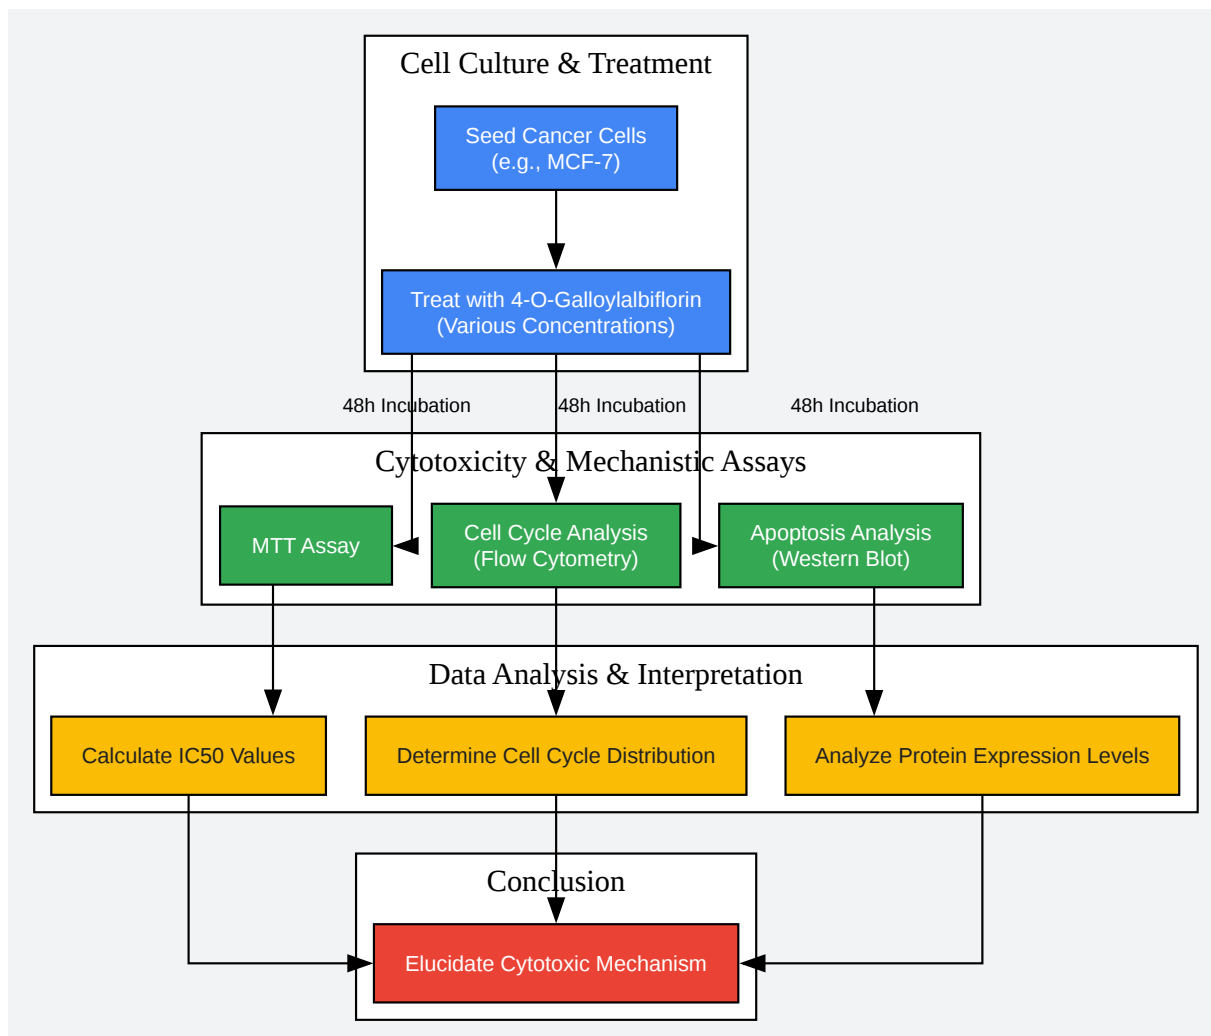 Cell Culture & Treatment
Seed Cancer Cells
(e.g., MCF-7)
Treat with 4-O-Galloylalbiflorin
(Various Concentrations)
48h Incubation
48h Incubation
48h Incubation
Cytotoxicity & Mechanistic Assays
MTT Assay
Cell Cycle Analysis
(Flow Cytometry)
Apoptosis Analysis
(Western Blot)
Data Analysis & Interpretation
Calculate IC50 Values
Determine Cell Cycle Distribution
Analyze Protein Expression Levels
Conclusion
Elucidate Cytotoxic Mechanism